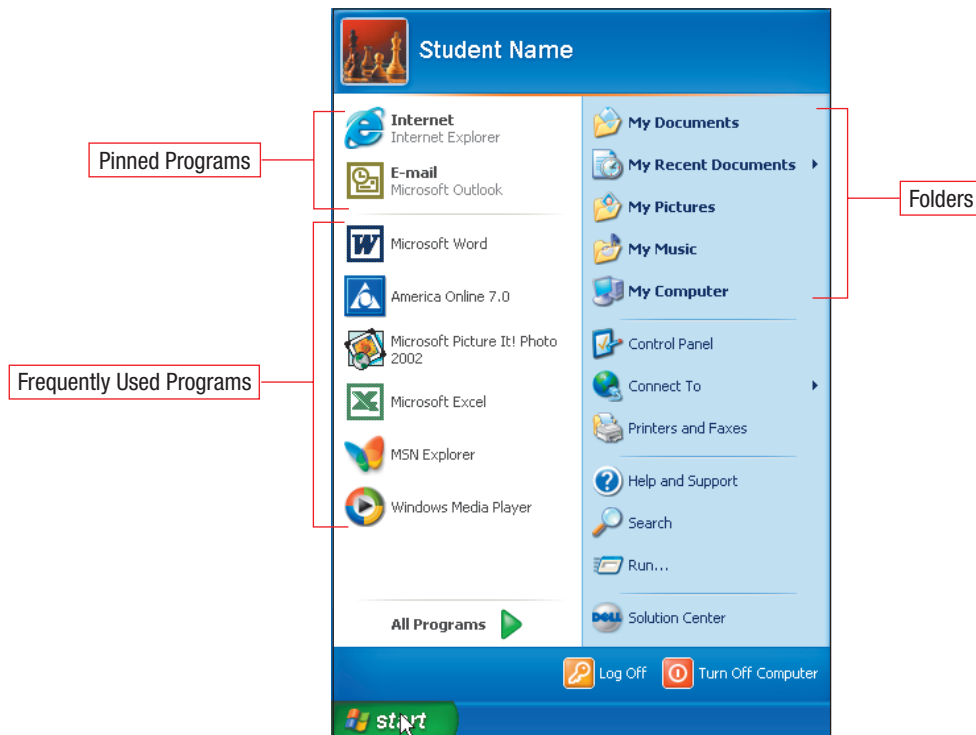 Student Name
Pinned Programs
Internet
Internet Explorer
E-mail
Microsoft Outlook
Frequently Used Programs
Microsoft Word
America Online 7.0
Microsoft Picture It! Photo
2002
Microsoft Excel
MSN Explorer
Windows Media Player
All Programs
Folders
My Documents
My Recent Documents
My Pictures
My Music
My Computer
Control Panel
Connect To
Printers and Faxes
Help and Support
Search
Run...
DELL
Solution Center
Log Off
Turn Off Computer
start